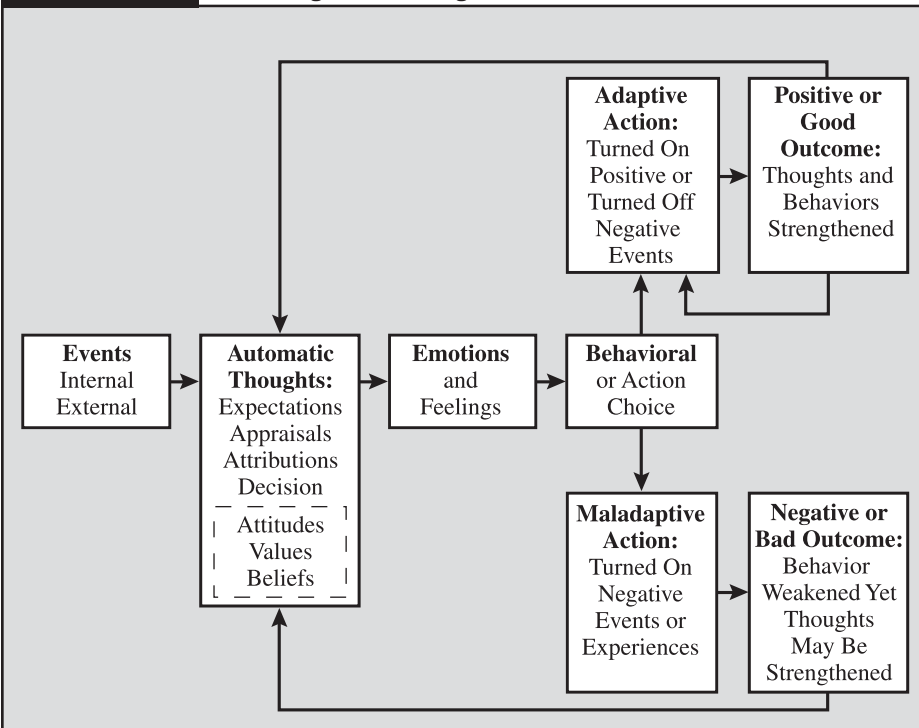 Adaptive
Action:
Turned On
Positive or
Turned Off
Negative
Events
Positive or
Good
Outcome:
Thoughts and
Behaviors
Strengthened
Events
Internal
External
Automatic
Thoughts:
Expectations
Appraisals
Attributions
Decision
Attitudes
Values
Beliefs
Emotions
and
Feelings
Behavioral
or Action
Choice
Maladaptive
Action:
Turned On
Negative
Events or
Experiences
Negative or
Bad Outcome:
Behavior
Weakened Yet
Thoughts
May Be
Strengthened